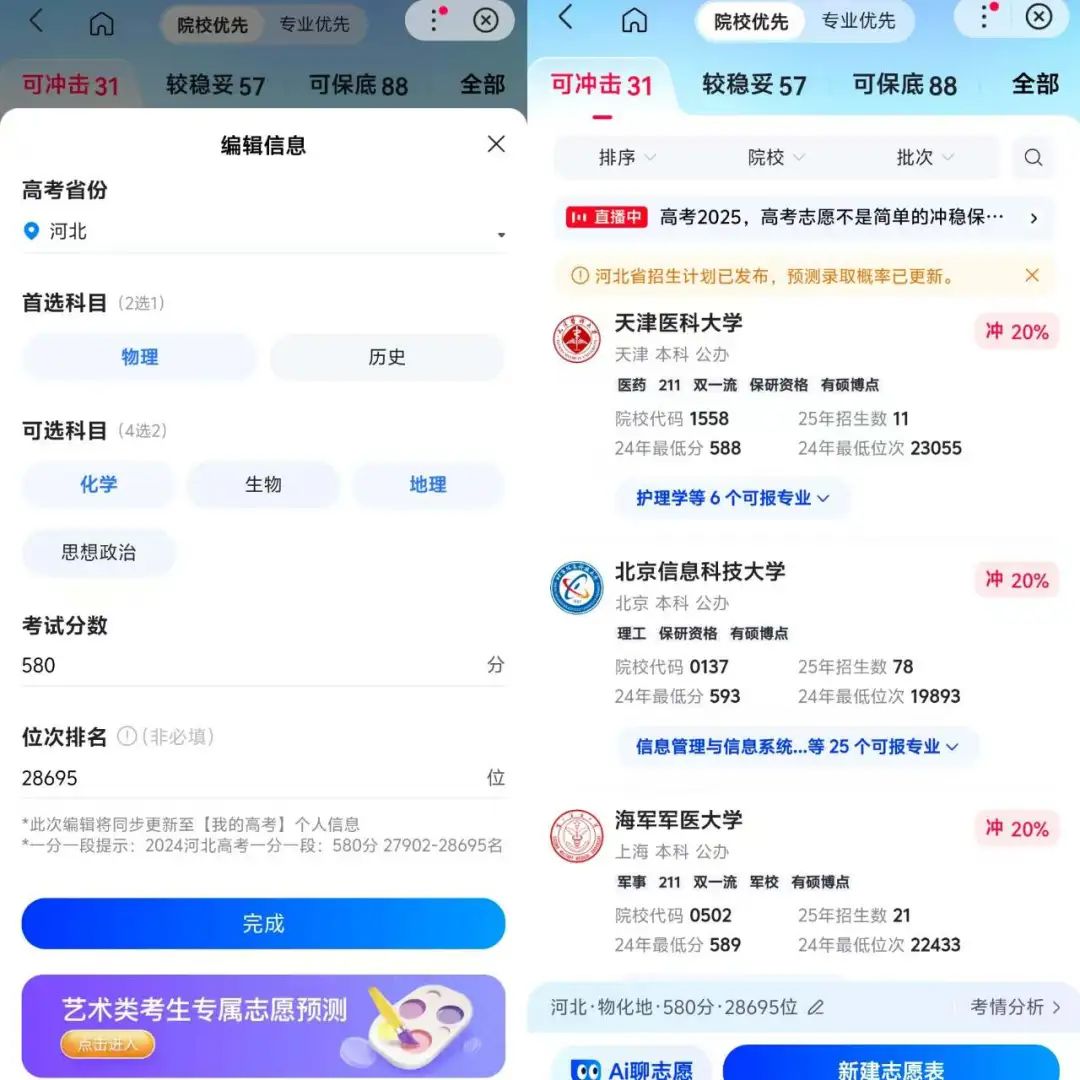 院校优先 专业优先
可冲击 31 较稳妥 57 可保底 88 全部
编辑信息
高考省份
河北
首选科目 (2选1)
物理 历史
可选科目 (4选2)
化学 生物 地理
思想政治
考试分数
580 分
位次排名 (非必填)
28695 位
*此次编辑将同步更新至【我的高考】个人信息
*一分一段提示：2024河北高考一分一段：580分 27902-28695名
完成
艺术类考生专属志愿预测
点击进入
院校优先 专业优先
可冲击 31 较稳妥 57 可保底 88 全部
排序 院校 批次
直播中 高考2025，高考志愿不是简单的冲稳保···
河北省招生计划已发布，预测录取概率已更新。
天津医科大学 冲 20%
天津 本科 公办
医药 211 双一流 保研资格 有硕博点
院校代码 1558 25年招生数 11
24年最低分 588 24年最低位次 23055
护理学等 6 个可报专业
北京信息科技大学 冲 20%
北京 本科 公办
理工 保研资格 有硕博点
院校代码 0137 25年招生数 78
24年最低分 593 24年最低位次 19893
信息管理与信息系统...等 25 个可报专业
海军军医大学 冲 20%
上海 本科 公办
军事 211 双一流 军校 有硕博点
院校代码 0502 25年招生数 21
24年最低分 589 24年最低位次 22433
河北·物化地·580分·28695位 考情分析
Ai聊志愿 新建志愿表